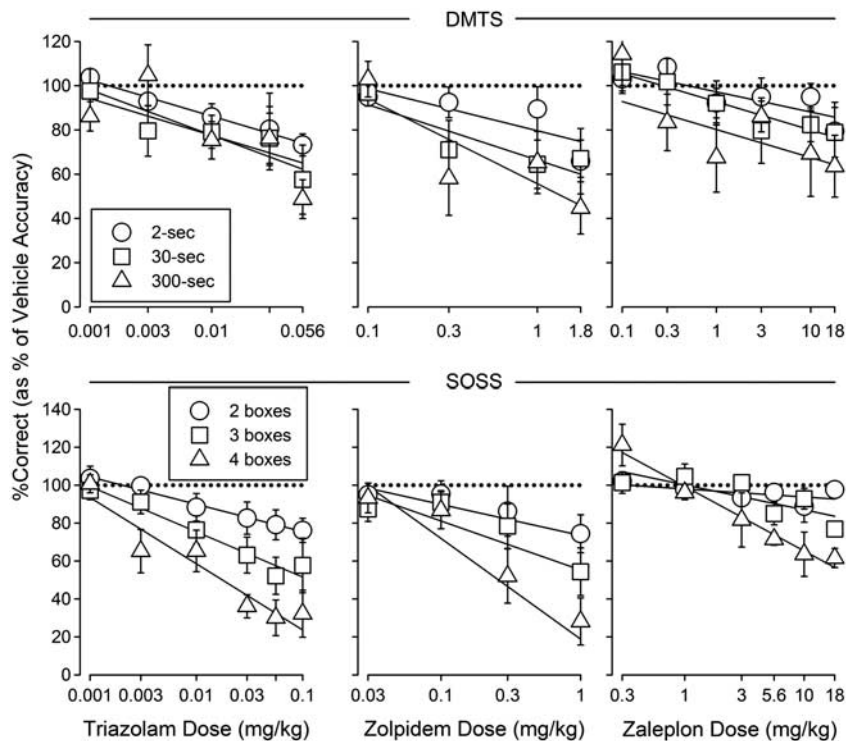 DMTS
%Correct (as % of Vehicle Accuracy)
120
100
80
60
40
20
0
2-sec
30-sec
300-sec
0.001 0.003 0.01 0.056
0.1 0.3 1 1.8
0.1 0.3 1 3 10 18
SOSS
140
120
100
80
60
40
20
0
2 boxes
3 boxes
4 boxes
0.001 0.003 0.01 0.03 0.1
0.03 0.1 0.3 1
0.3 1 3 5.6 10 18
Triazolam Dose (mg/kg)
Zolpidem Dose (mg/kg)
Zaleplon Dose (mg/kg)